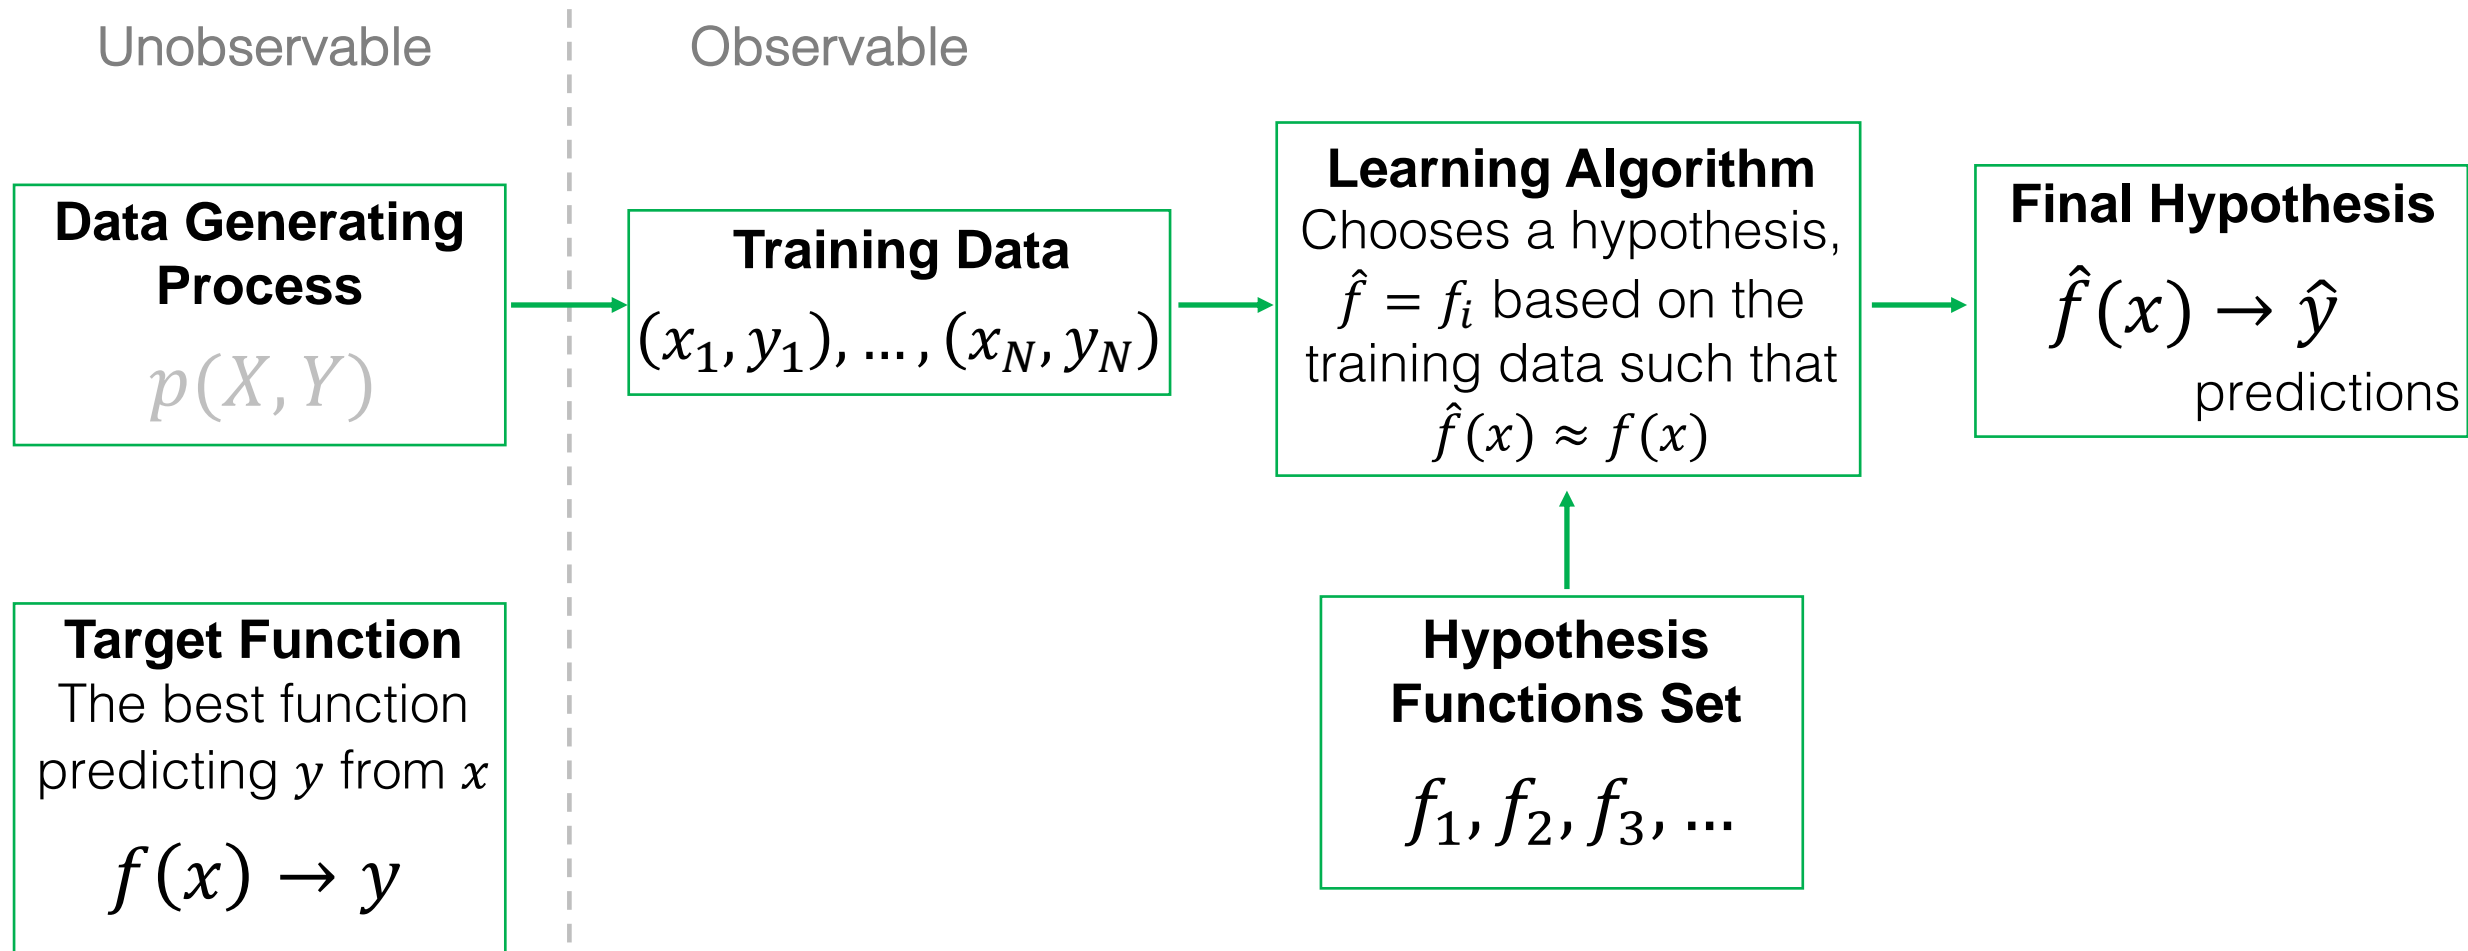 Unobservable
Observable
Data Generating
Process
p(X, Y)
Training Data
(x₁, y₁), … , (x_N, y_N)
Learning Algorithm
Chooses a hypothesis,
f̂ = fᵢ based on the
training data such that
f̂(x) ≈ f(x)
Final Hypothesis
f̂(x) → ŷ
predictions
Target Function
The best function
predicting y from x
f(x) → y
Hypothesis
Functions Set
f₁, f₂, f₃, …